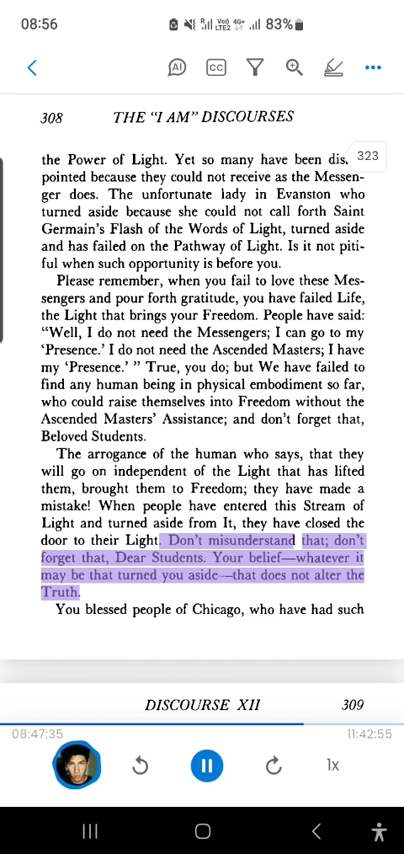 08:56
83%
AI
CC
308 THE “I AM” DISCOURSES
323
the Power of Light. Yet so many have been
pointed because they could not receive as the Messen-
ger does. The unfortunate lady in Evanston who
turned aside because she could not call forth Saint
Germain’s Flash of the Words of Light, turned aside
and has failed on the Pathway of Light. Is it not piti-
ful when such opportunity is before you.
Please remember, when you fail to love these Mes-
sengers and pour forth gratitude, you have failed Life,
the Light that brings your Freedom. People have said:
“Well, I do not need the Messengers; I can go to my
‘Presence.’ I do not need the Ascended Masters; I have
my ‘Presence.’ ” True, you do; but We have failed to
find any human being in physical embodiment so far,
who could raise themselves into Freedom without the
Ascended Masters’ Assistance; and don’t forget that,
Beloved Students.
The arrogance of the human who says, that they
will go on independent of the Light that has lifted
them, brought them to Freedom; they have made a
mistake! When people have entered this Stream of
Light and turned aside from It, they have closed the
door to their Light. Don’t misunderstand that; don’t
forget that, Dear Students. Your belief—whatever it
may be that turned you aside—that does not alter the
Truth.
You blessed people of Chicago, who have had such
DISCOURSE XII 309
08:47:35 11:42:55
1x